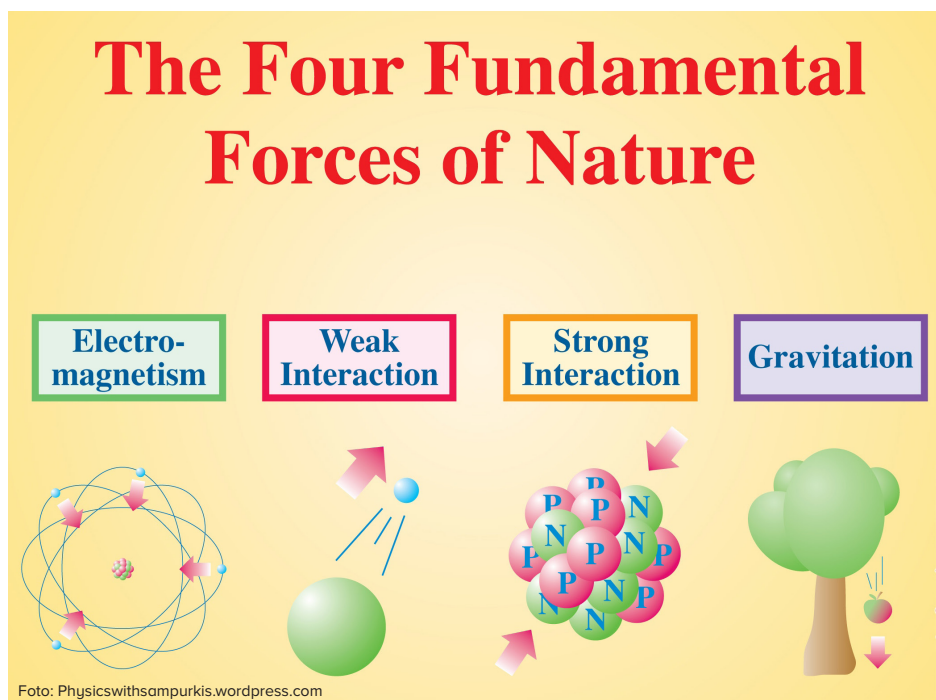 The Four Fundamental
Forces of Nature
Electro-
magnetism
Weak
Interaction
Strong
Interaction
Gravitation
P
P
P
N
N
N
P
P
P
P
N
N
P
N
Foto: Physicswithsampurkis.wordpress.com